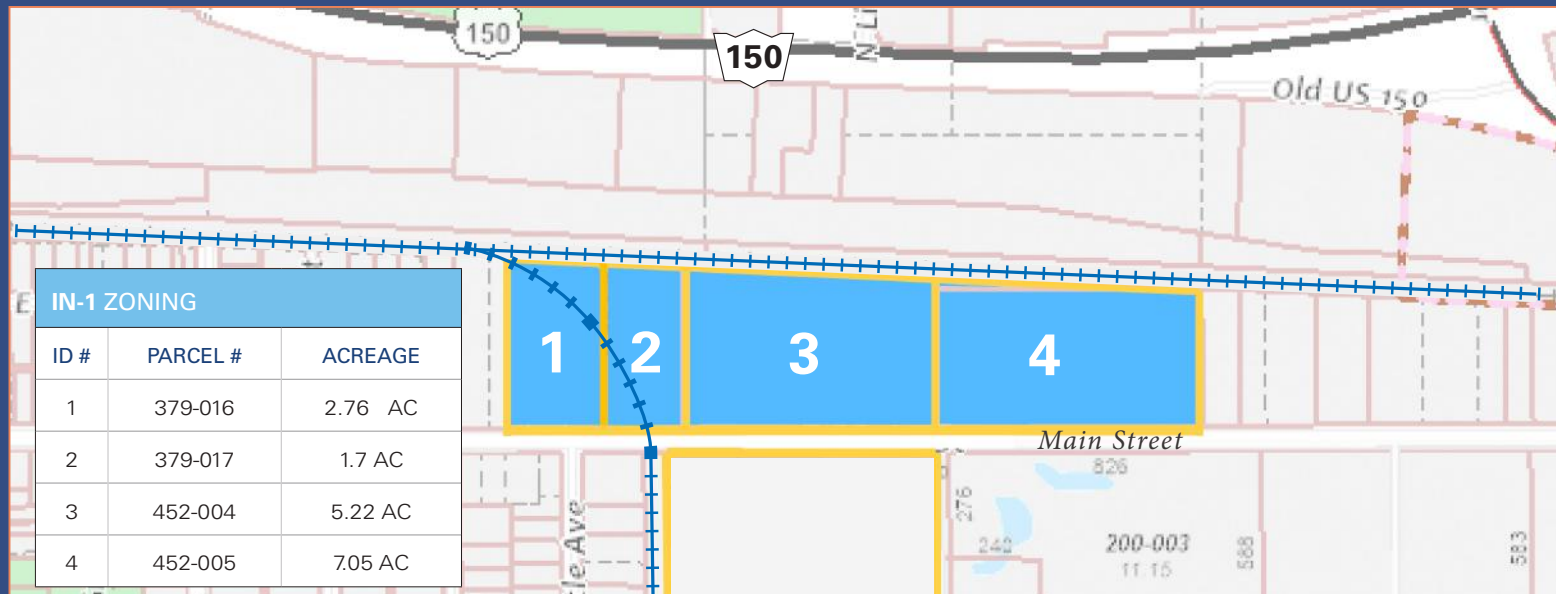 150
150
N L
Old US 150
E
IN-1 ZONING
ID # PARCEL # ACREAGE
1 379-016 2.76 AC
2 379-017 1.7 AC
3 452-004 5.22 AC
4 452-005 7.05 AC
1
2
3
4
Main Street
826
276
248
200-003
11.15
588
583
le Ave